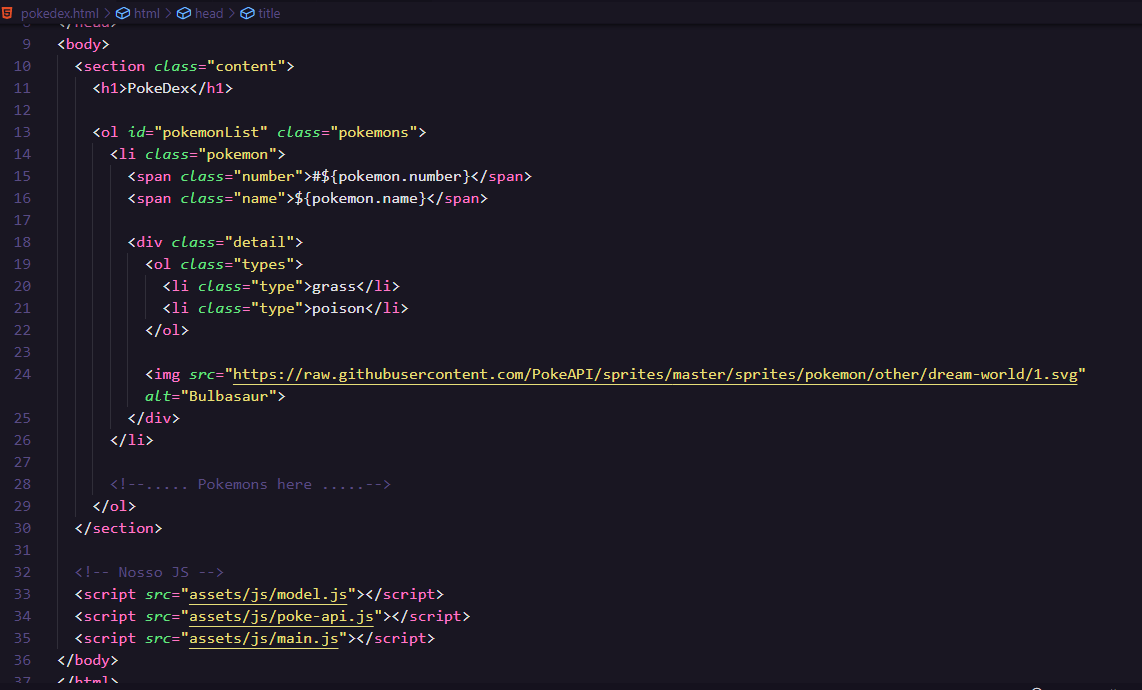 pokedex.html > html > head > title
8 </head>
9 <body>
10 <section class="content">
11 <h1>PokeDex</h1>
12
13 <ol id="pokemonList" class="pokemons">
14 <li class="pokemon">
15 <span class="number">#${pokemon.number}</span>
16 <span class="name">${pokemon.name}</span>
17
18 <div class="detail">
19 <ol class="types">
20 <li class="type">grass</li>
21 <li class="type">poison</li>
22 </ol>
23
24 <img src="https://raw.githubusercontent.com/PokeAPI/sprites/master/sprites/pokemon/other/dream-world/1.svg"
alt="Bulbasaur">
25 </div>
26 </li>
27
28 <!--..... Pokemons here .....-->
29 </ol>
30 </section>
31
32 <!-- Nosso JS -->
33 <script src="assets/js/model.js"></script>
34 <script src="assets/js/poke-api.js"></script>
35 <script src="assets/js/main.js"></script>
36 </body>
37 </html>